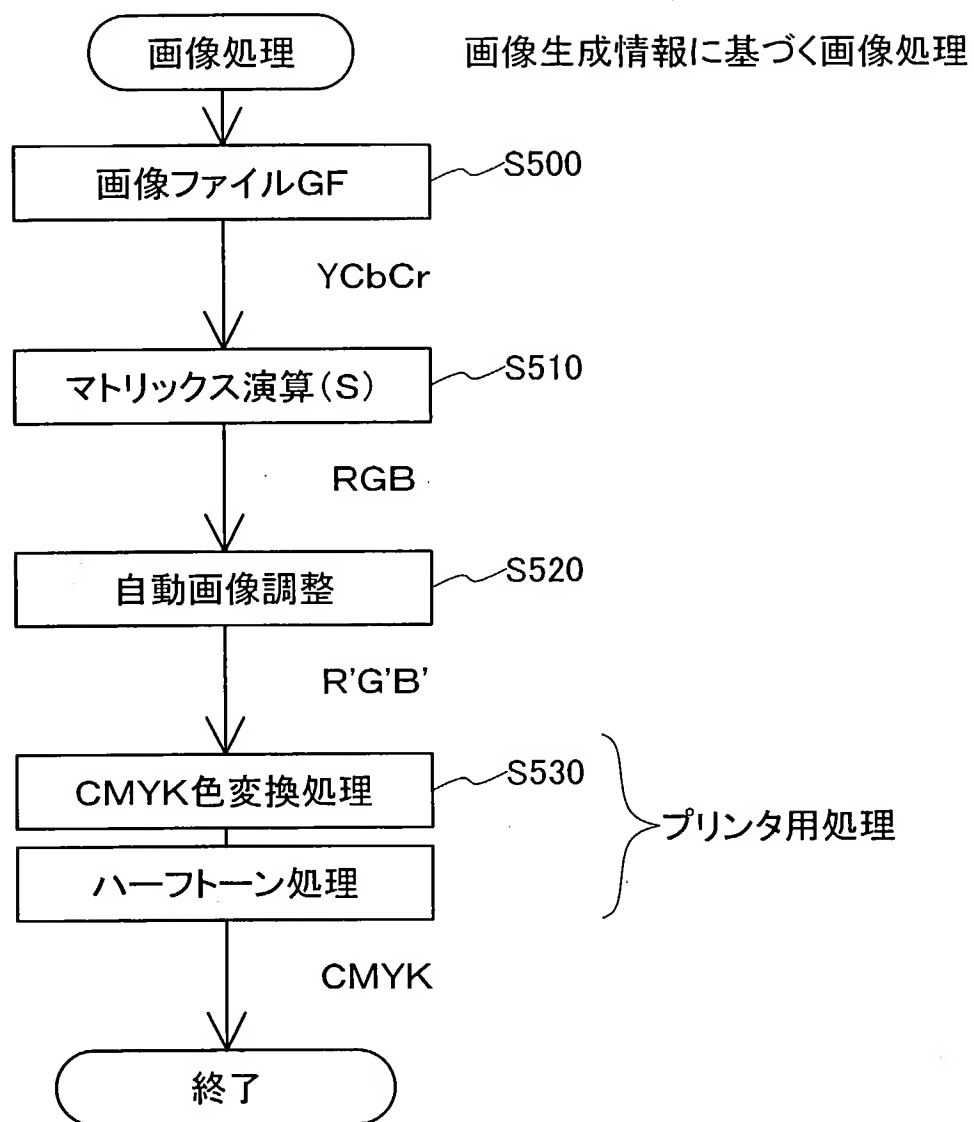 画像処理
画像生成情報に基づく画像処理
画像ファイルGF
S500
YCbCr
マトリックス演算(S)
S510
RGB
自動画像調整
S520
R'G'B'
CMYK色変換処理
S530
プリンタ用処理
ハーフトーン処理
CMYK
終了